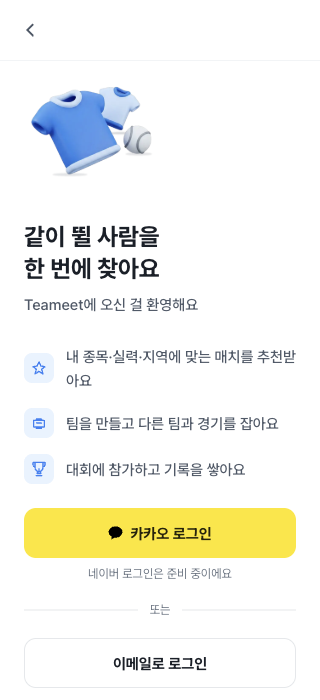 같이 뛸 사람을
한 번에 찾아요
Teameet에 오신 걸 환영해요
내 종목·실력·지역에 맞는 매치를 추천받
아요
팀을 만들고 다른 팀과 경기를 잡아요
대회에 참가하고 기록을 쌓아요
카카오 로그인
네이버 로그인은 준비 중이에요
또는
이메일로 로그인